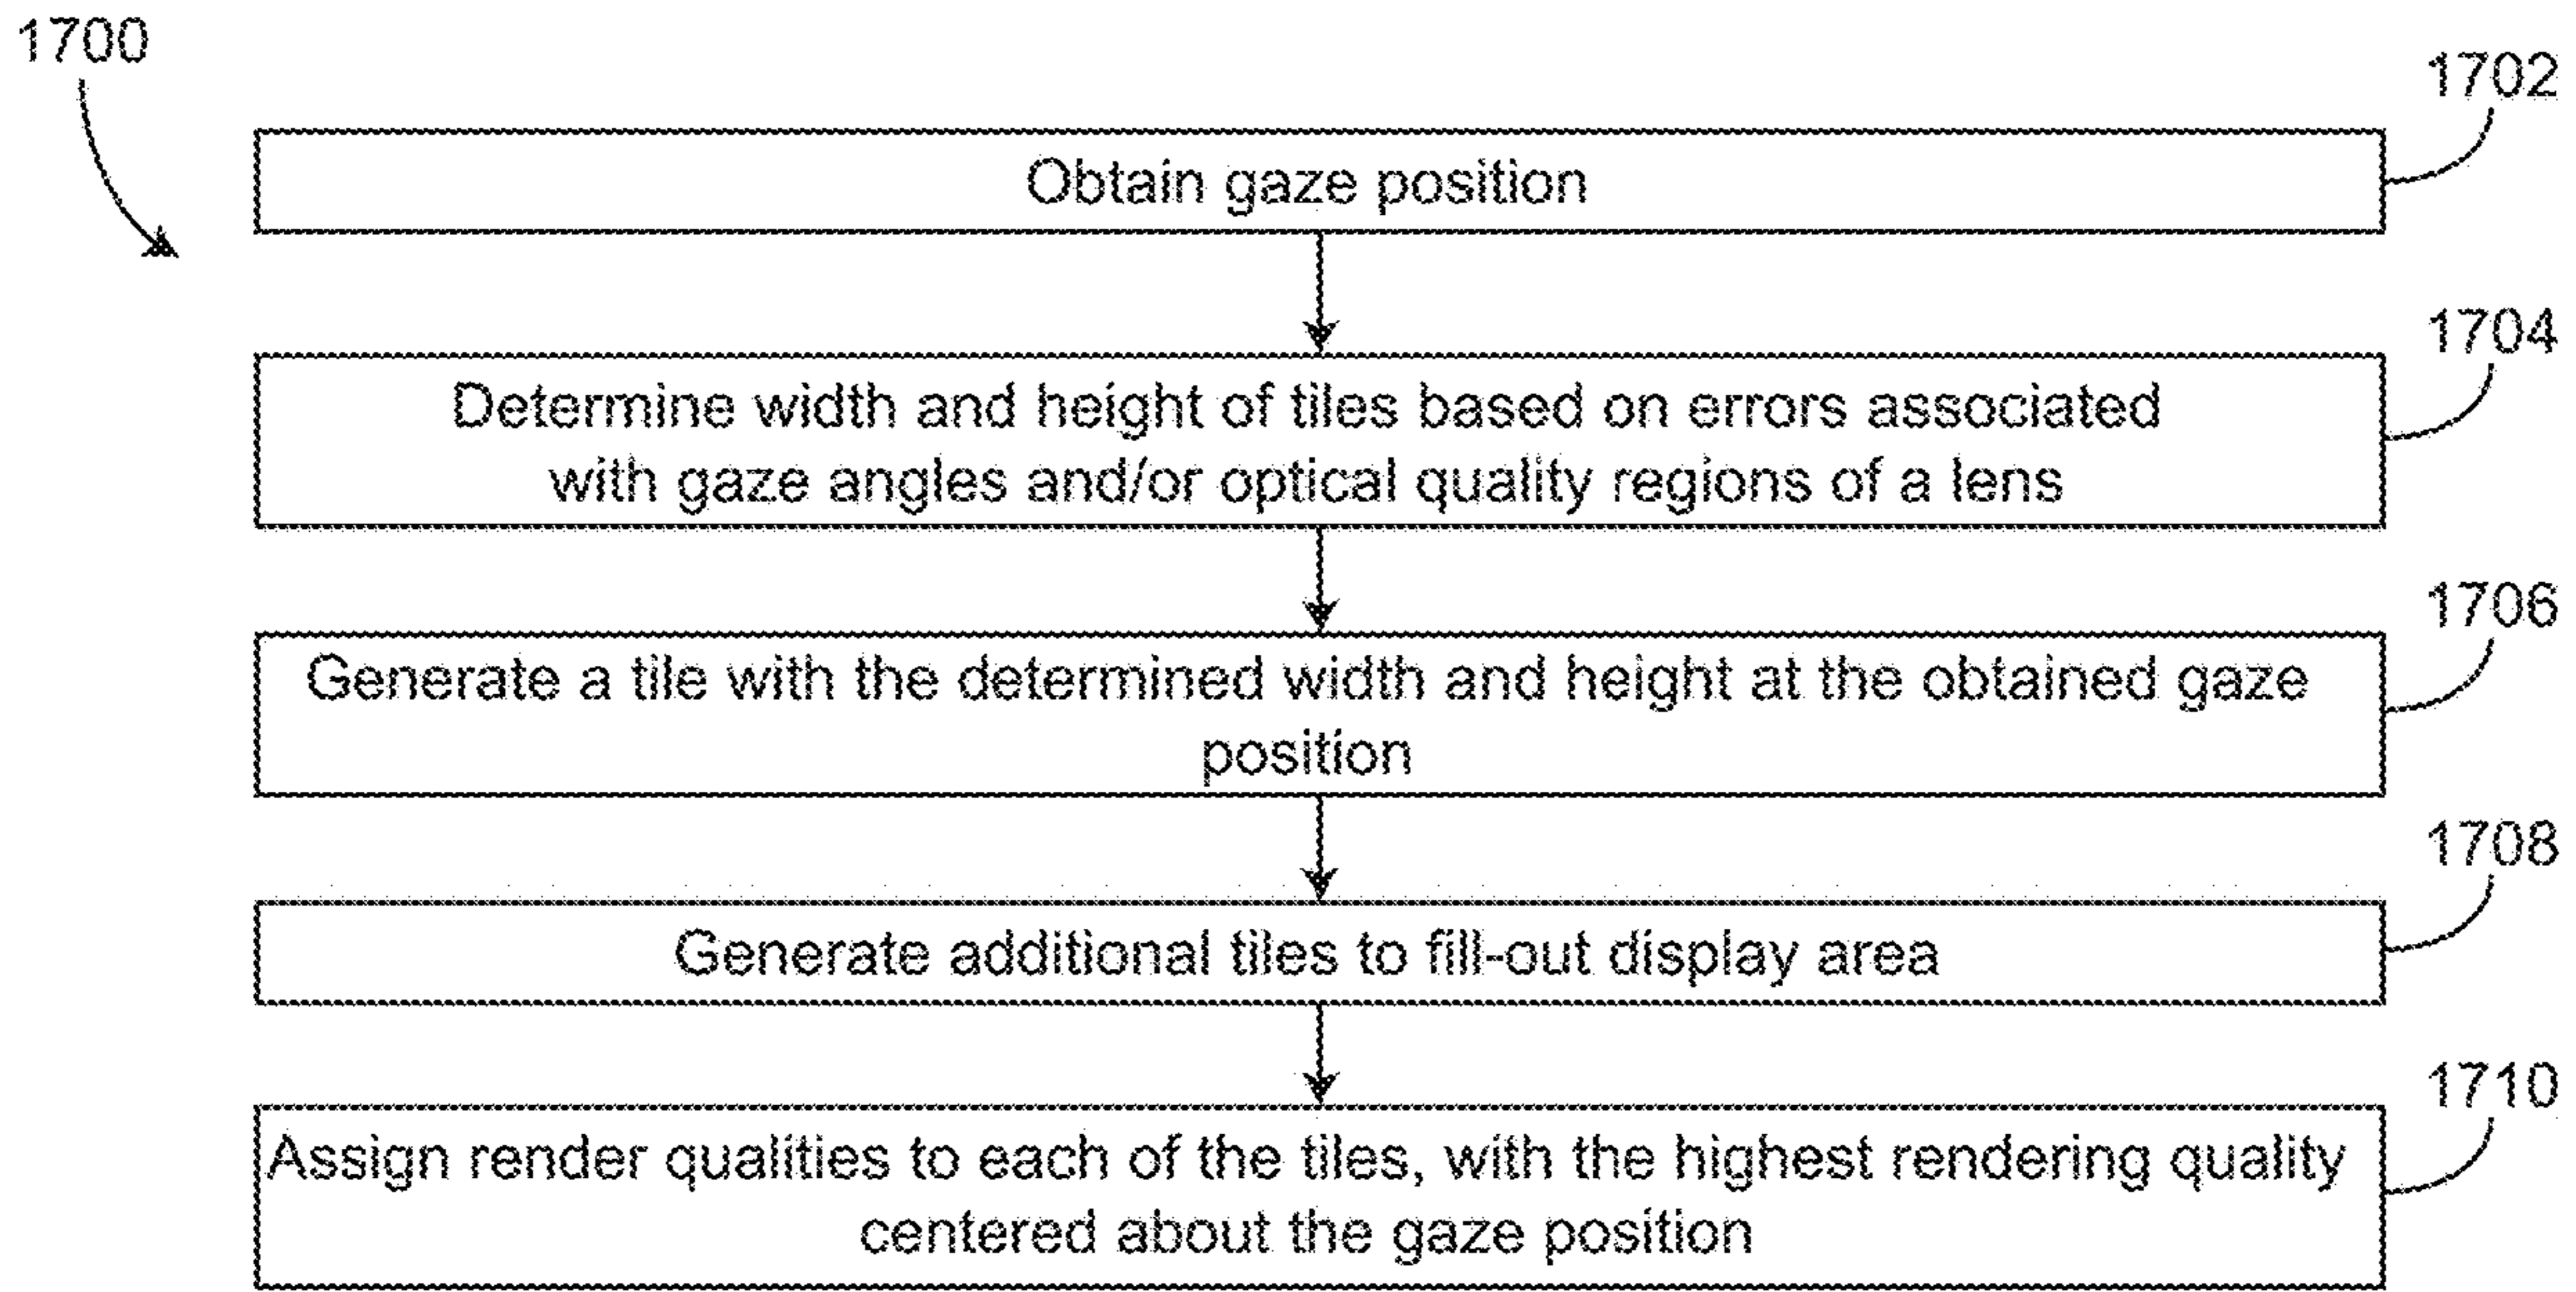 1700
1702
Obtain gaze position
1704
Determine width and height of tiles based on errors associated
with gaze angles and/or optical quality regions of a lens
1706
Generate a tile with the determined width and height at the obtained gaze
position
1708
Generate additional tiles to fill-out display area
1710
Assign render qualities to each of the tiles, with the highest rendering quality
centered about the gaze position